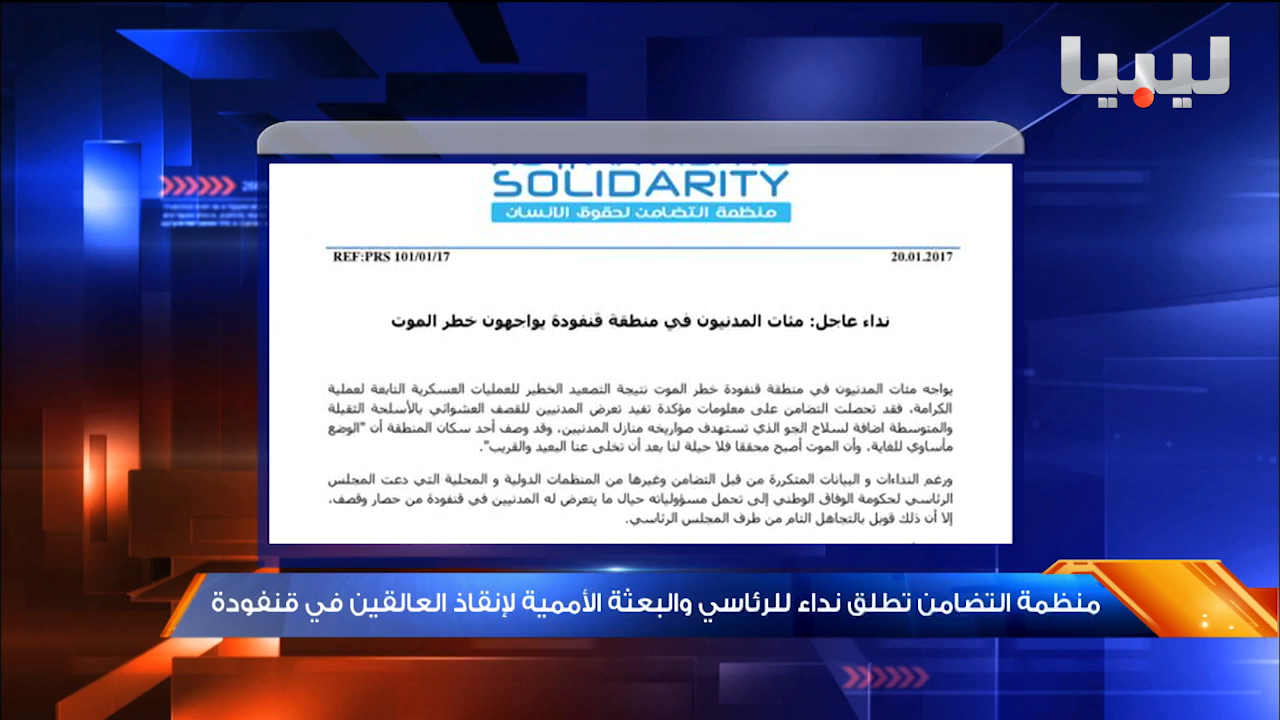 ليبيا
SOLIDARITY
منظمة التضامن لحقوق الانسان
REF:PRS 101/01/17
20.01.2017
نداء عاجل: مئات المدنيون في منطقة قنفودة يواجهون خطر الموت
يواجه مئات المدنيون في منطقة قنفودة خطر الموت نتيجة التصعيد الخطير للعمليات العسكرية التابعة لعملية
الكرامة، فقد تحصلت التضامن على معلومات مؤكدة تفيد تعرض المدنيين للقصف العشوائي بالأسلحة الثقيلة
والمتوسطة اضافة لسلاح الجو الذي تستهدف صواريخه منازل المدنيين، وقد وصف أحد سكان المنطقة أن "الوضع
مأساوي للغاية، وأن الموت أصبح محققا فلا حيلة لنا بعد أن تخلى عنا البعيد والقريب".
ورغم النداءات و البيانات المتكررة من قبل التضامن وغيرها من المنظمات الدولية و المحلية التي دعت المجلس
الرئاسي لحكومة الوفاق الوطني إلى تحمل مسؤولياته حيال ما يتعرض له المدنيين في قنفودة من حصار وقصف،
إلا أن ذلك قوبل بالتجاهل التام من طرف المجلس الرئاسي.
منظمة التضامن تطلق نداء للرئاسي والبعثة الأممية لإنقاذ العالقين في قنفودة